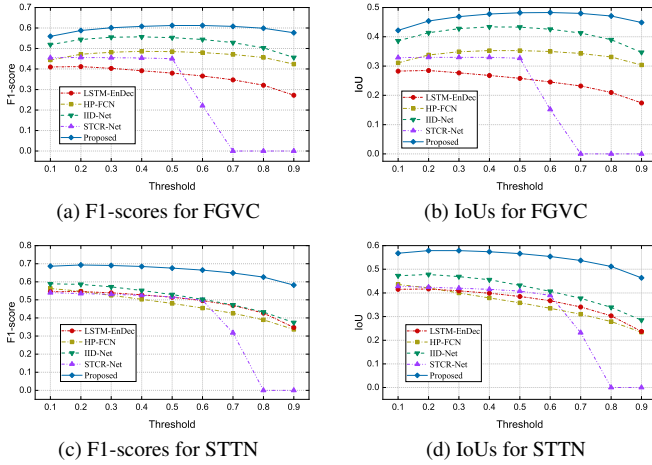 0.7
0.6
0.5
0.4
0.3
0.2
0.1
0.0
F1-score
LSTM-EnDec
HP-FCN
IID-Net
STCR-Net
Proposed
0.1 0.2 0.3 0.4 0.5 0.6 0.7 0.8 0.9
Threshold
(a) F1-scores for FGVC
0.5
0.4
0.3
0.2
0.1
0.0
IoU
LSTM-EnDec
HP-FCN
IID-Net
STCR-Net
Proposed
0.1 0.2 0.3 0.4 0.5 0.6 0.7 0.8 0.9
Threshold
(b) IoUs for FGVC
0.8
0.7
0.6
0.5
0.4
0.3
0.2
0.1
0.0
F1-score
LSTM-EnDec
HP-FCN
IID-Net
STCR-Net
Proposed
0.1 0.2 0.3 0.4 0.5 0.6 0.7 0.8 0.9
Threshold
(c) F1-scores for STTN
0.6
0.5
0.4
0.3
0.2
0.1
0.0
IoU
LSTM-EnDec
HP-FCN
IID-Net
STCR-Net
Proposed
0.1 0.2 0.3 0.4 0.5 0.6 0.7 0.8 0.9
Threshold
(d) IoUs for STTN